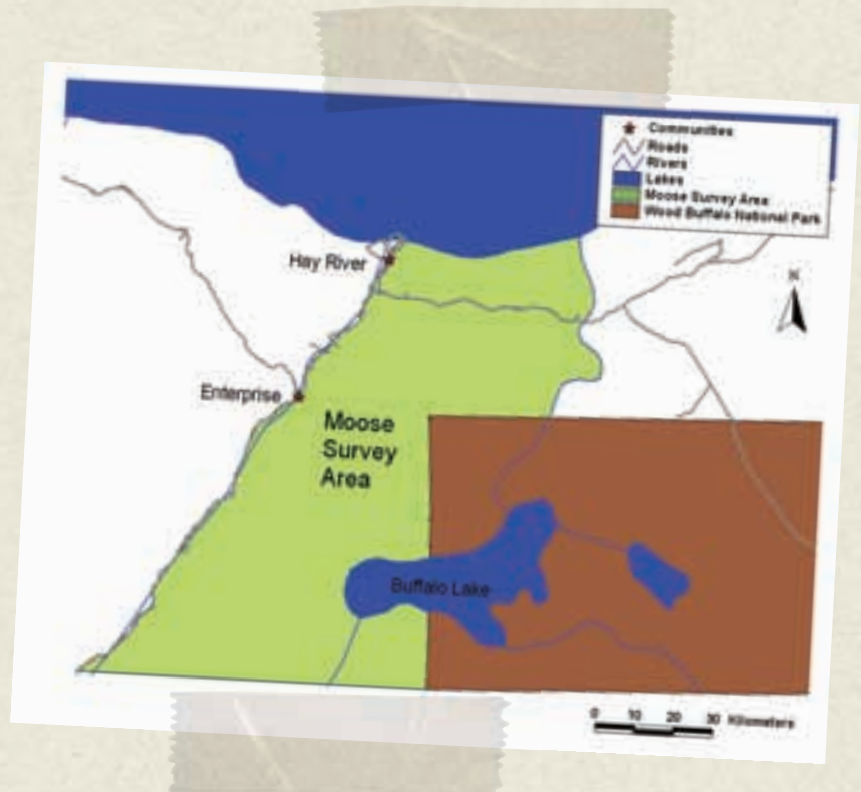 Communities
Roads
Rivers
Lakes
Moose Survey Area
Wood Buffalo National Park
Hay River
N
Enterprise
Moose
Survey
Area
Buffalo Lake
0 10 20 30 Kilometers